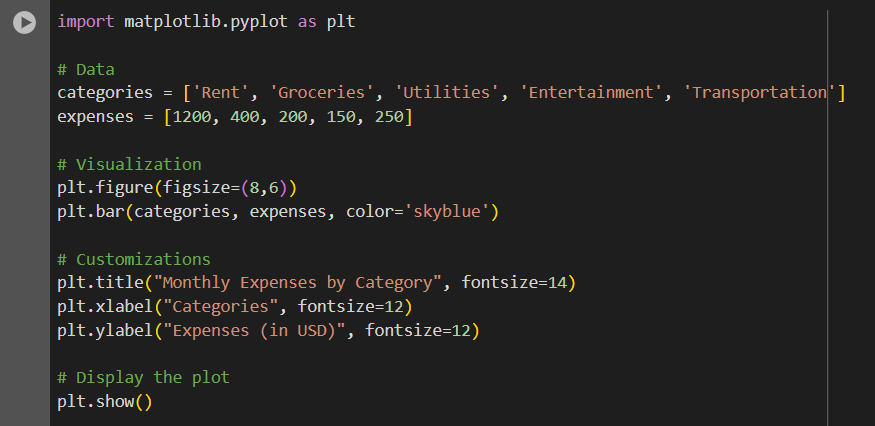 import matplotlib.pyplot as plt
# Data
categories = ['Rent', 'Groceries', 'Utilities', 'Entertainment', 'Transportation']
expenses = [1200, 400, 200, 150, 250]
# Visualization
plt.figure(figsize=(8,6))
plt.bar(categories, expenses, color='skyblue')
# Customizations
plt.title("Monthly Expenses by Category", fontsize=14)
plt.xlabel("Categories", fontsize=12)
plt.ylabel("Expenses (in USD)", fontsize=12)
# Display the plot
plt.show()